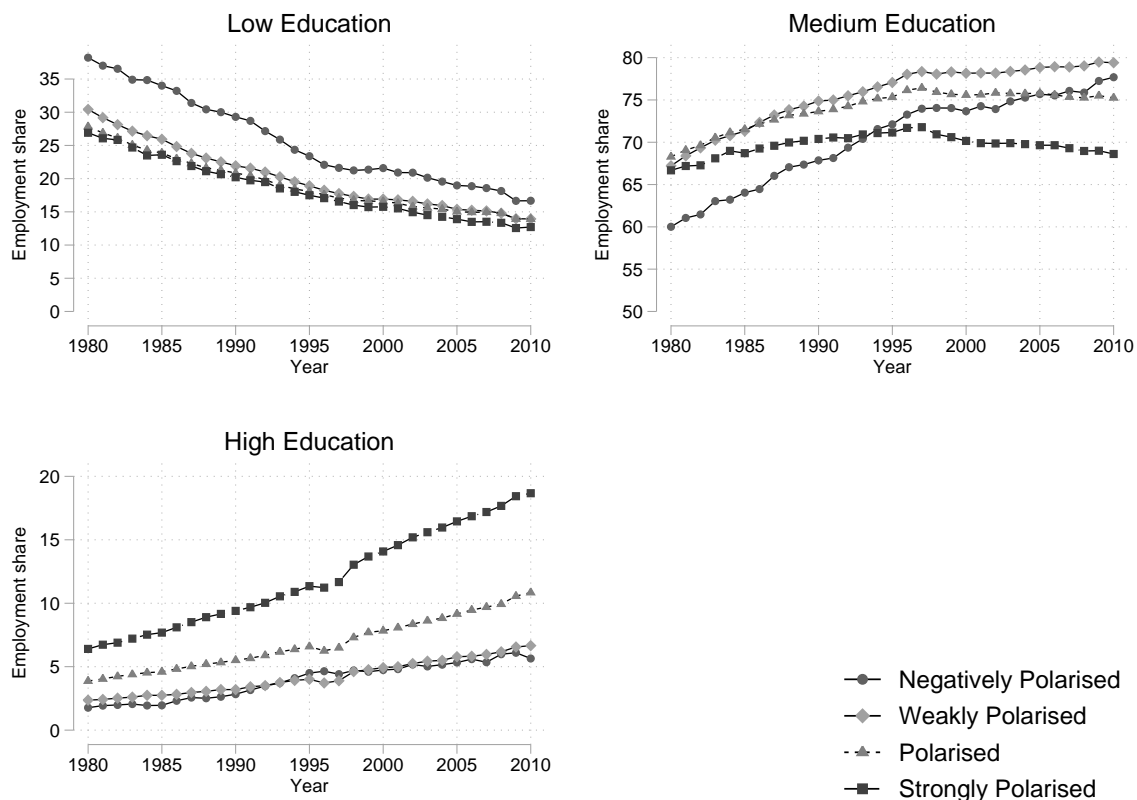 Low Education
Employment share
35
30
25
20
15
10
5
0
1980 1985 1990 1995 2000 2005 2010
Year
Medium Education
Employment share
80
75
70
65
60
55
50
1980 1985 1990 1995 2000 2005 2010
Year
High Education
Employment share
20
15
10
5
0
1980 1985 1990 1995 2000 2005 2010
Year
Negatively Polarised
Weakly Polarised
Polarised
Strongly Polarised